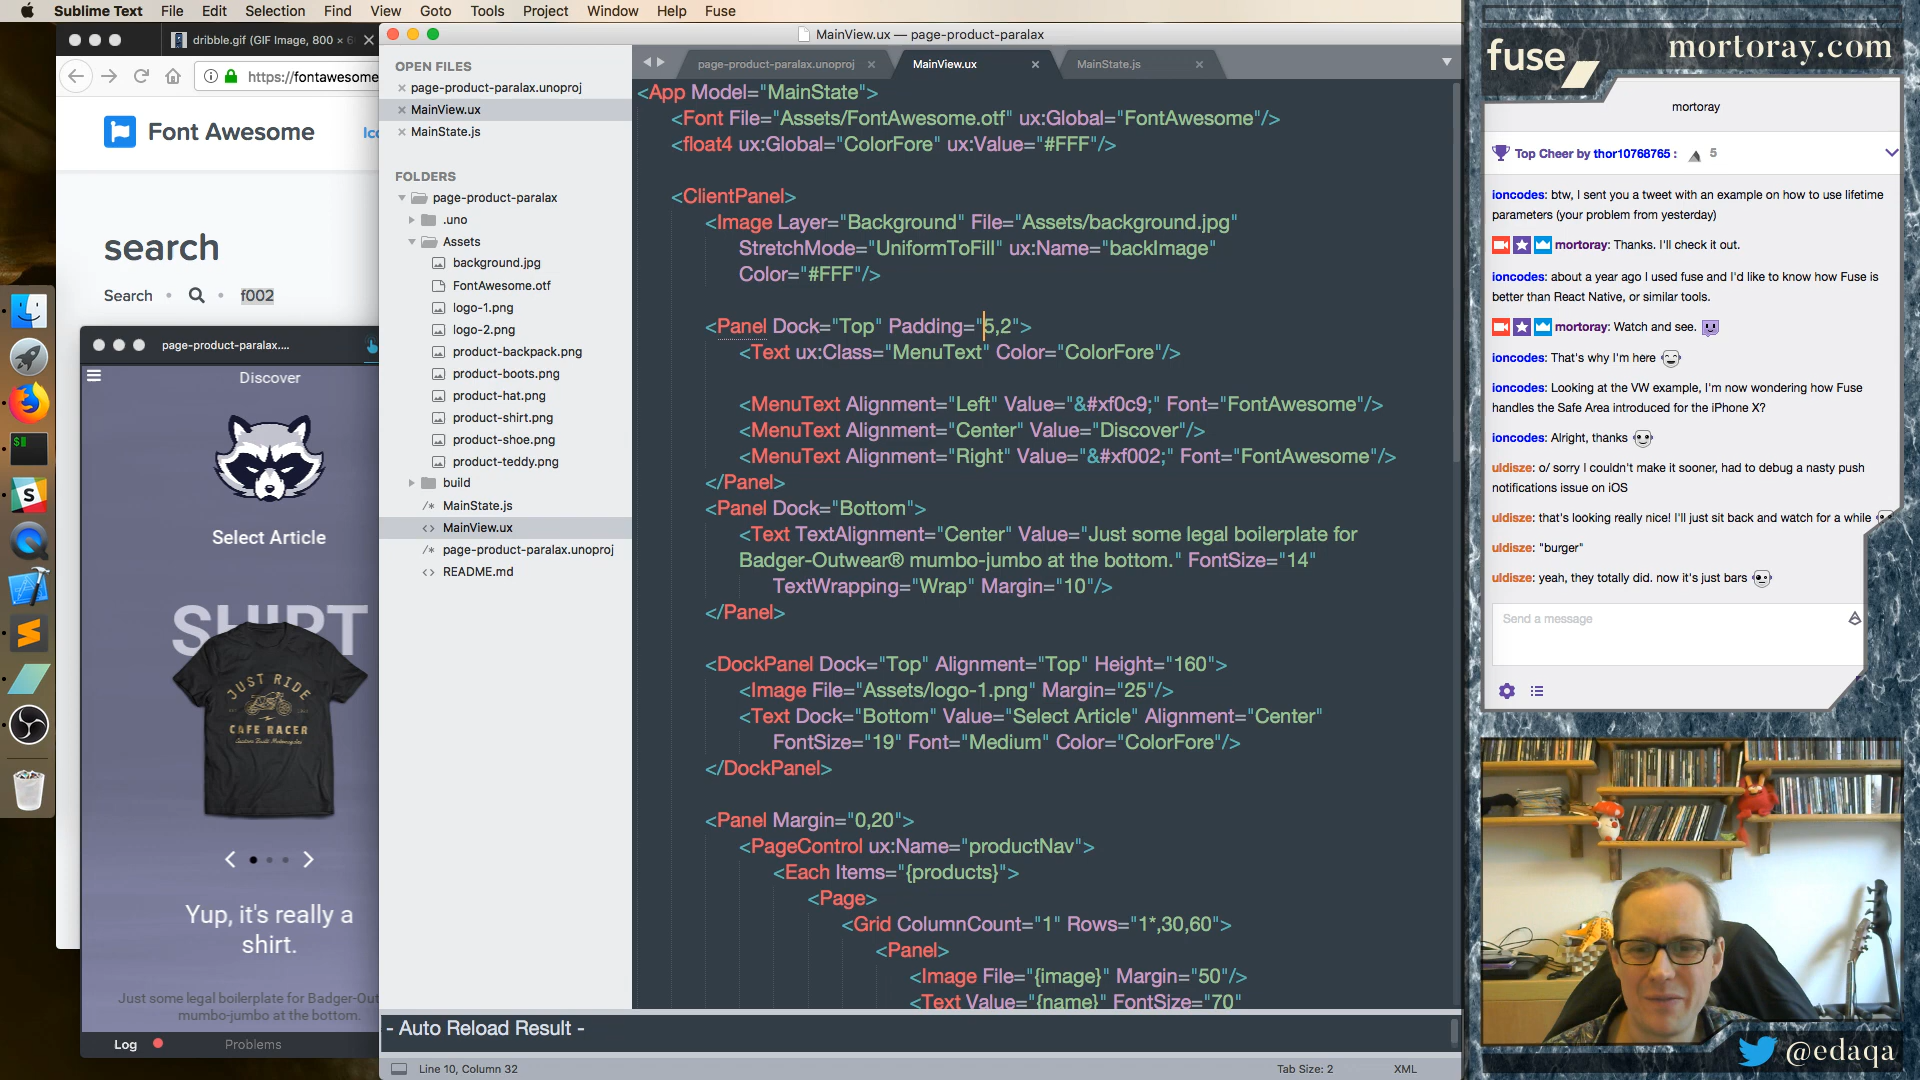 Sublime Text File Edit Selection Find View Goto Tools Project Window Help Fuse
dribble.gif (GIF Image, 800 × 6
https://fontawesome
Font Awesome
Ico
search
Search • • f002
page-product-paralax....
Discover
Select Article
SHIRT
JUST RIDE
CAFE RACER
Yup, it's really a
shirt.
Just some legal boilerplate for Badger-Out
mumbo-jumbo at the bottom.
Log Problems
MainView.ux — page-product-paralax
OPEN FILES
page-product-paralax.unoproj
MainView.ux
MainState.js
FOLDERS
page-product-paralax
.uno
Assets
background.jpg
FontAwesome.otf
logo-1.png
logo-2.png
product-backpack.png
product-boots.png
product-hat.png
product-shirt.png
product-shoe.png
product-teddy.png
build
/* MainState.js
<> MainView.ux
/* page-product-paralax.unoproj
<> README.md
page-product-paralax.unoproj MainView.ux MainState.js
<App Model="MainState">
<Font File="Assets/FontAwesome.otf" ux:Global="FontAwesome"/>
<float4 ux:Global="ColorFore" ux:Value="#FFF"/>
<ClientPanel>
<Image Layer="Background" File="Assets/background.jpg"
StretchMode="UniformToFill" ux:Name="backImage"
Color="#FFF"/>
<Panel Dock="Top" Padding="5,2">
<Text ux:Class="MenuText" Color="ColorFore"/>
<MenuText Alignment="Left" Value="&#xf0c9;" Font="FontAwesome"/>
<MenuText Alignment="Center" Value="Discover"/>
<MenuText Alignment="Right" Value="&#xf002;" Font="FontAwesome"/>
</Panel>
<Panel Dock="Bottom">
<Text TextAlignment="Center" Value="Just some legal boilerplate for
Badger-Outwear® mumbo-jumbo at the bottom." FontSize="14"
TextWrapping="Wrap" Margin="10"/>
</Panel>
<DockPanel Dock="Top" Alignment="Top" Height="160">
<Image File="Assets/logo-1.png" Margin="25"/>
<Text Dock="Bottom" Value="Select Article" Alignment="Center"
FontSize="19" Font="Medium" Color="ColorFore"/>
</DockPanel>
<Panel Margin="0,20">
<PageControl ux:Name="productNav">
<Each Items="{products}">
<Page>
<Grid ColumnCount="1" Rows="1*,30,60">
<Panel>
<Image File="{image}" Margin="50"/>
<Text Value="{name}" FontSize="70"
- Auto Reload Result -
Line 10, Column 32 Tab Size: 2 XML
fuse mortoray.com
mortoray
Top Cheer by thor10768765 : 5
ioncodes: btw, I sent you a tweet with an example on how to use lifetime
parameters (your problem from yesterday)
mortoray: Thanks. I'll check it out.
ioncodes: about a year ago I used fuse and I'd like to know how Fuse is
better than React Native, or similar tools.
mortoray: Watch and see.
ioncodes: That's why I'm here
ioncodes: Looking at the VW example, I'm now wondering how Fuse
handles the Safe Area introduced for the iPhone X?
ioncodes: Alright, thanks
uldisze: o/ sorry I couldn't make it sooner, had to debug a nasty push
notifications issue on iOS
uldisze: that's looking really nice! I'll just sit back and watch for a while
uldisze: "burger"
uldisze: yeah, they totally did. now it's just bars
Send a message
@edaqa